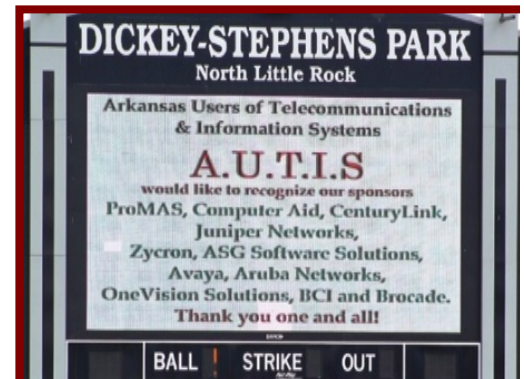 DICKEY-STEPHENS PARK
North Little Rock
Arkansas Users of Telecommunications
& Information Systems
A.U.T.I.S
would like to recognize our sponsors
ProMAS, Computer Aid, CenturyLink,
Juniper Networks,
Zycron, ASG Software Solutions,
Avaya, Aruba Networks,
OneVision Solutions, BCI and Brocade.
Thank you one and all!
BALL STRIKE OUT